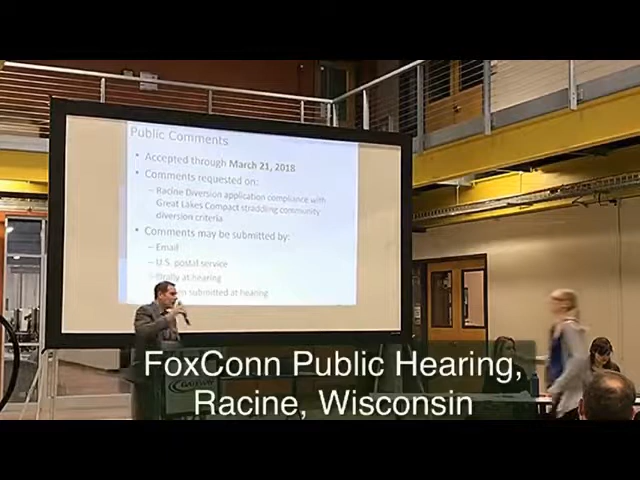 Public Comments
• Accepted through March 21, 2018
• Comments requested on:
– Racine Diversion application compliance with
Great Lakes Compact straddling community
diversion criteria
• Comments may be submitted by:
– Email
– U.S. postal service
– Orally at hearing
submitted at hearing
FoxConn Public Hearing,
Racine, Wisconsin